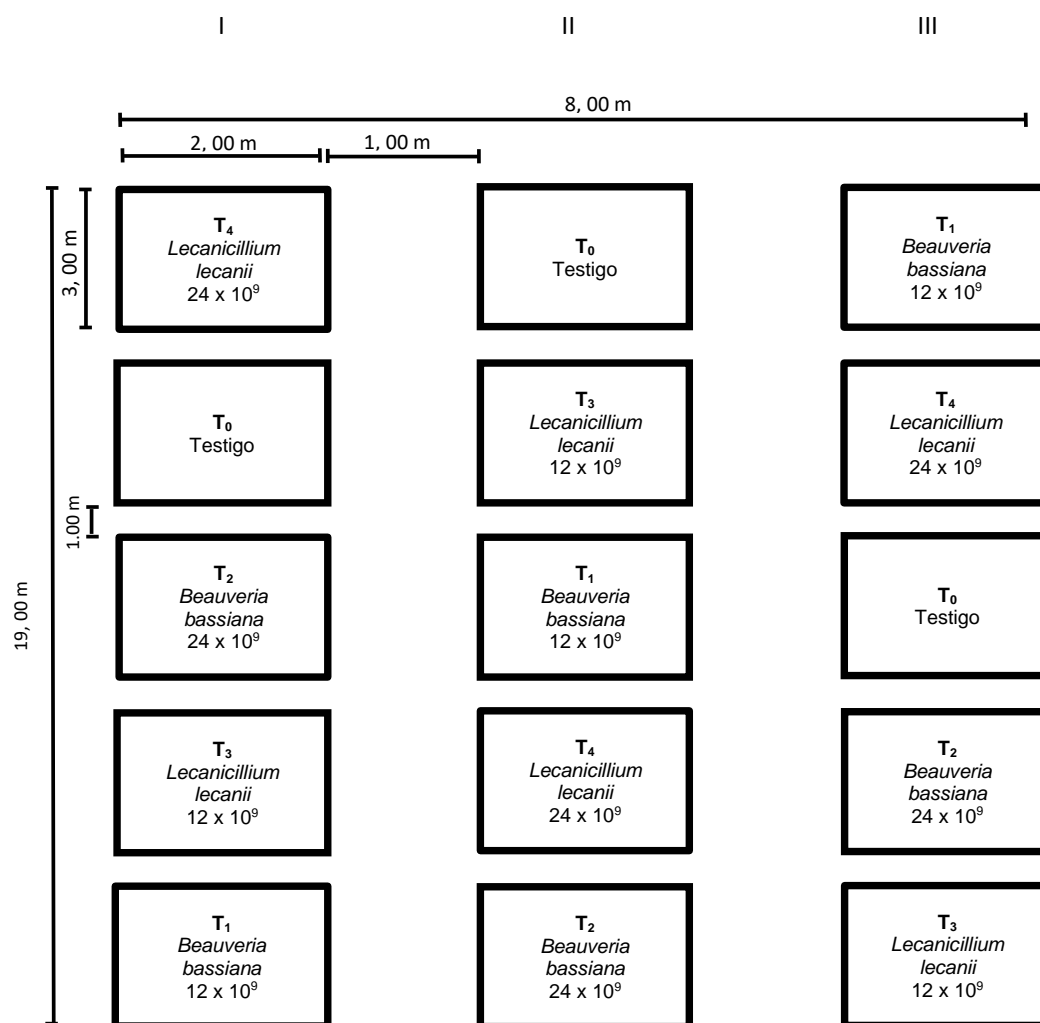 I
II
III
8, 00 m
2, 00 m
1, 00 m
19, 00 m
3, 00 m
1.00 m
T₄
Lecanicillium
lecanii
24 x 10⁹
T₀
Testigo
T₁
Beauveria
bassiana
12 x 10⁹
T₀
Testigo
T₃
Lecanicillium
lecanii
12 x 10⁹
T₄
Lecanicillium
lecanii
24 x 10⁹
T₂
Beauveria
bassiana
24 x 10⁹
T₁
Beauveria
bassiana
12 x 10⁹
T₀
Testigo
T₃
Lecanicillium
lecanii
12 x 10⁹
T₄
Lecanicillium
lecanii
24 x 10⁹
T₂
Beauveria
bassiana
24 x 10⁹
T₁
Beauveria
bassiana
12 x 10⁹
T₂
Beauveria
bassiana
24 x 10⁹
T₃
Lecanicillium
lecanii
12 x 10⁹